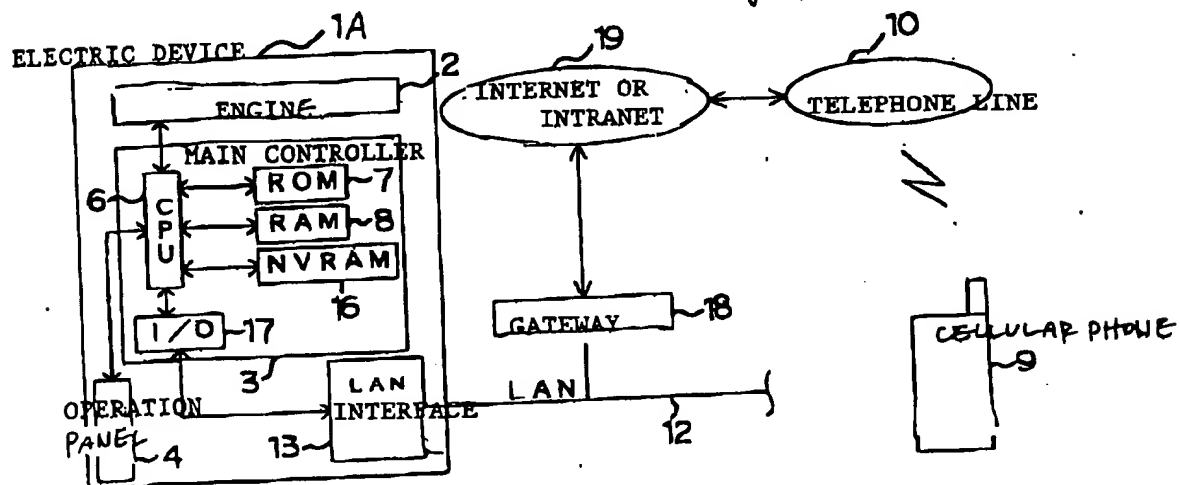 1A
ELECTRIC DEVICE
2
ENGINE
MAIN CONTROLLER
6
CPU
ROM
7
RAM
8
NVRAM
16
I/O
17
3
OPERATION
PANEL
4
LAN
INTERFACE
13
19
INTERNET OR
INTRANET
10
TELEPHONE LINE
GATEWAY
18
LAN
12
CELLULAR PHONE
9